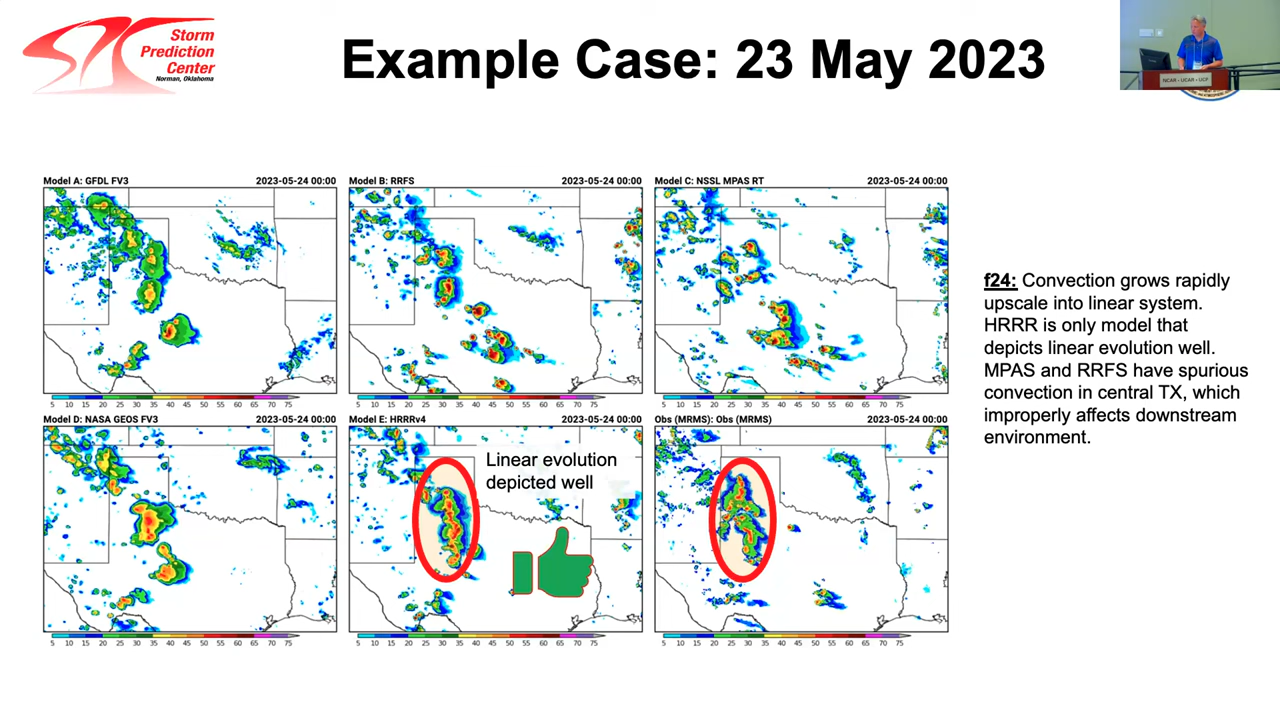 Storm
Prediction
Center
Norman, Oklahoma
Example Case: 23 May 2023
NCAR • UCAR • UCP
Model A: GFDL FV3 2023-05-24 00:00
Model B: RRFS 2023-05-24 00:00
Model C: NSSL MPAS RT 2023-05-24 00:00
5 10 15 20 25 30 35 40 45 50 55 60 65 70 75
5 10 15 20 25 30 35 40 45 50 55 60 65 70 75
5 10 15 20 25 30 35 40 45 50 55 60 65 70 75
Model D: NASA GEOS FV3 2023-05-24 00:00
Model E: HRRRv4 2023-05-24 00:00
Obs (MRMS): Obs (MRMS) 2023-05-24 00:00
Linear evolution
depicted well
5 10 15 20 25 30 35 40 45 50 55 60 65 70 75
5 10 15 20 25 30 35 40 45 50 55 60 65 70 75
5 10 15 20 25 30 35 40 45 50 55 60 65 70 75
f24: Convection grows rapidly
upscale into linear system.
HRRR is only model that
depicts linear evolution well.
MPAS and RRFS have spurious
convection in central TX, which
improperly affects downstream
environment.